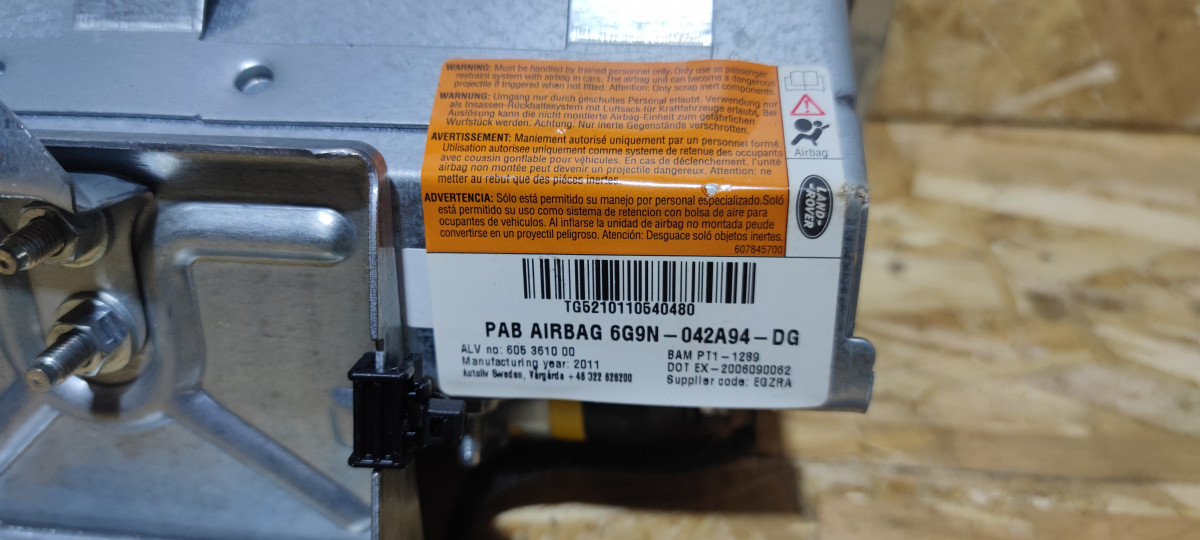 WARNING: Must be handled by trained personnel only. Only use as passenger
restraint system with airbag in cars. The airbag unit can become a dangerous
projectile if triggered when not fitted. Attention: Only scrap inert components.
WARNUNG: Umgang nur durch geschultes Personal erlaubt. Verwendung nur
als Insassen-Rückhaltesystem mit Luftsack für Kraftfahrzeuge erlaubt. Bei
Auslösung kann die nicht montierte Airbag-Einheit zum gefährlichen
Wurfstück werden. Achtung: Nur inerte Gegenstände verschrotten.
AVERTISSEMENT: Maniement autorisé uniquement par un personnel formé.
Utilisation autorisee uniquement comme systeme de retenue des occupants
avec coussin gonflable pour véhicules. En cas de déclenchement, l'unité
airbag non montée peut devenir un projectile dangereux. Attention: ne
metter au rebut que des piéces inertes.
ADVERTENCIA: Sólo está permitido su manejo por personal especializado.Soló
está permitido su uso como sistema de retencion con bolsa de aire para
ocupantes de vehiculos. Al inflarse la unidad de airbag no montada peude
convertirse en un proyectil peligroso. Atención: Desguace soló objetos inertes.
607845700
Airbag
LAND-
ROVER
TG5210110540480
PAB AIRBAG 6G9N-042A94-DG
ALV no: 605 3610 00
Manufacturing year: 2011
Autoliv Sweden, Vårgårda +46 322 626200
BAM PT1-1289
DOT EX-2006090062
Supplier code: EGZRA